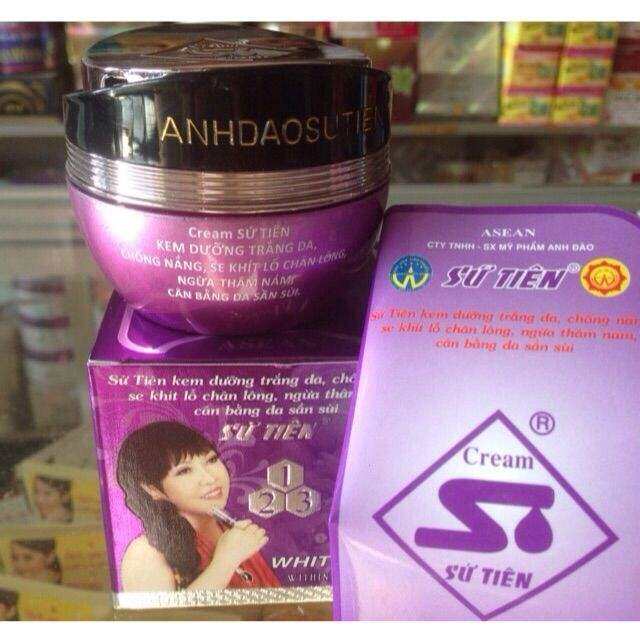 ANHDAOSUTIEN
Cream SỨ TIÊN
KEM DƯỠNG TRẮNG DA,
CHỐNG NẮNG, SE KHÍT LỖ CHÂN LÔNG,
NGỪA THÂM NÁM
CÂN BẰNG DA SẦN SÙI.
ASEAN
Sứ Tiên kem dưỡng trắng da, chố
se khít lỗ chân lông, ngừa thâ
cân bằng da sần sùi
SỨ TIÊN
1
2 3
WHIT
WITHIN
ASEAN
CTY TNHH - SX MỸ PHẨM ANH ĐÀO
SỨ TIÊN®
Sứ Tiên kem dưỡng trắng da, chống nắ
se khít lỗ chân lông, ngừa thâm nám,
cân bằng da sần sùi
®
Cream
SỨ TIÊN